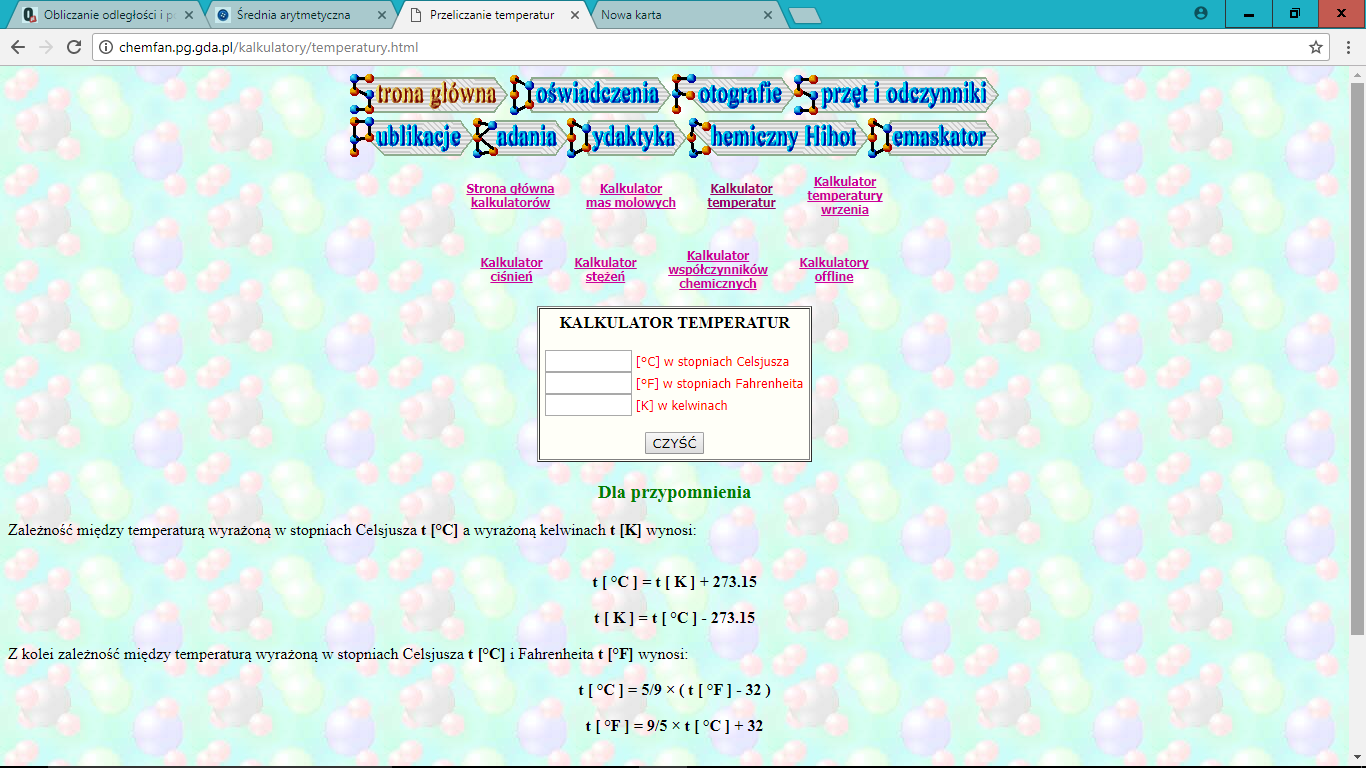 Obliczanie odległości i p
Średnia arytmetyczna
Przeliczanie temperatur
Nowa karta
chemfan.pg.gda.pl/kalkulatory/temperatury.html
Strona główna Doświadczenia Fotografie Sprzęt i odczynniki
Publikacje Kadania Dydaktyka Chemiczny Hihot Demaskator
Strona główna
kalkulatorów
Kalkulator
mas molowych
Kalkulator
temperatur
Kalkulator
temperatury
wrzenia
Kalkulator
ciśnień
Kalkulator
stężeń
Kalkulator
współczynników
chemicznych
Kalkulatory
offline
KALKULATOR TEMPERATUR
[ºC] w stopniach Celsjusza
[ºF] w stopniach Fahrenheita
[K] w kelwinach
CZYŚĆ
Dla przypomnienia
Zależność między temperaturą wyrażoną w stopniach Celsjusza t [°C] a wyrażoną kelwinach t [K] wynosi:
t [ °C ] = t [ K ] + 273.15
t [ K ] = t [ °C ] - 273.15
Z kolei zależność między temperaturą wyrażoną w stopniach Celsjusza t [°C] i Fahrenheita t [°F] wynosi:
t [ °C ] = 5/9 × ( t [ °F ] - 32 )
t [ °F ] = 9/5 × t [ °C ] + 32